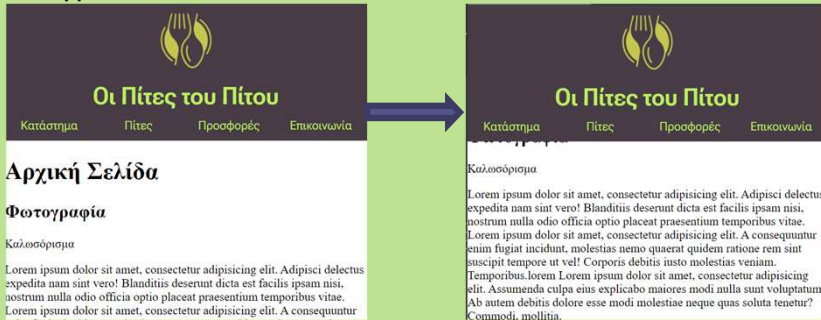 Οι Πίτες του Πίτου
Κατάστημα Πίτες Προσφορές Επικοινωνία
Αρχική Σελίδα
Φωτογραφία
Καλωσόρισμα
Lorem ipsum dolor sit amet, consectetur adipisicing elit. Adipisci delectus
expedita nam sint vero! Blanditiis deserunt dicta est facilis ipsam nisi,
nostrum nulla odio officia optio placeat praesentium temporibus vitae.
Lorem ipsum dolor sit amet, consectetur adipisicing elit. A consequuntur
Οι Πίτες του Πίτου
Κατάστημα Πίτες Προσφορές Επικοινωνία
Καλωσόρισμα
Lorem ipsum dolor sit amet, consectetur adipisicing elit. Adipisci delectus
expedita nam sint vero! Blanditiis deserunt dicta est facilis ipsam nisi,
nostrum nulla odio officia optio placeat praesentium temporibus vitae.
Lorem ipsum dolor sit amet, consectetur adipisicing elit. A consequuntur
enim fugiat incidunt, molestias nemo quaerat quidem ratione rem sint
suscipit tempore ut vel! Corporis debitis iusto molestias veniam.
Temporibus.lorem Lorem ipsum dolor sit amet, consectetur adipisicing
elit. Assumenda culpa eius explicabo maiores modi nulla sunt voluptatum
Ab autem debitis dolore esse modi molestiae neque quas soluta tenetur?
Commodi, mollitia.